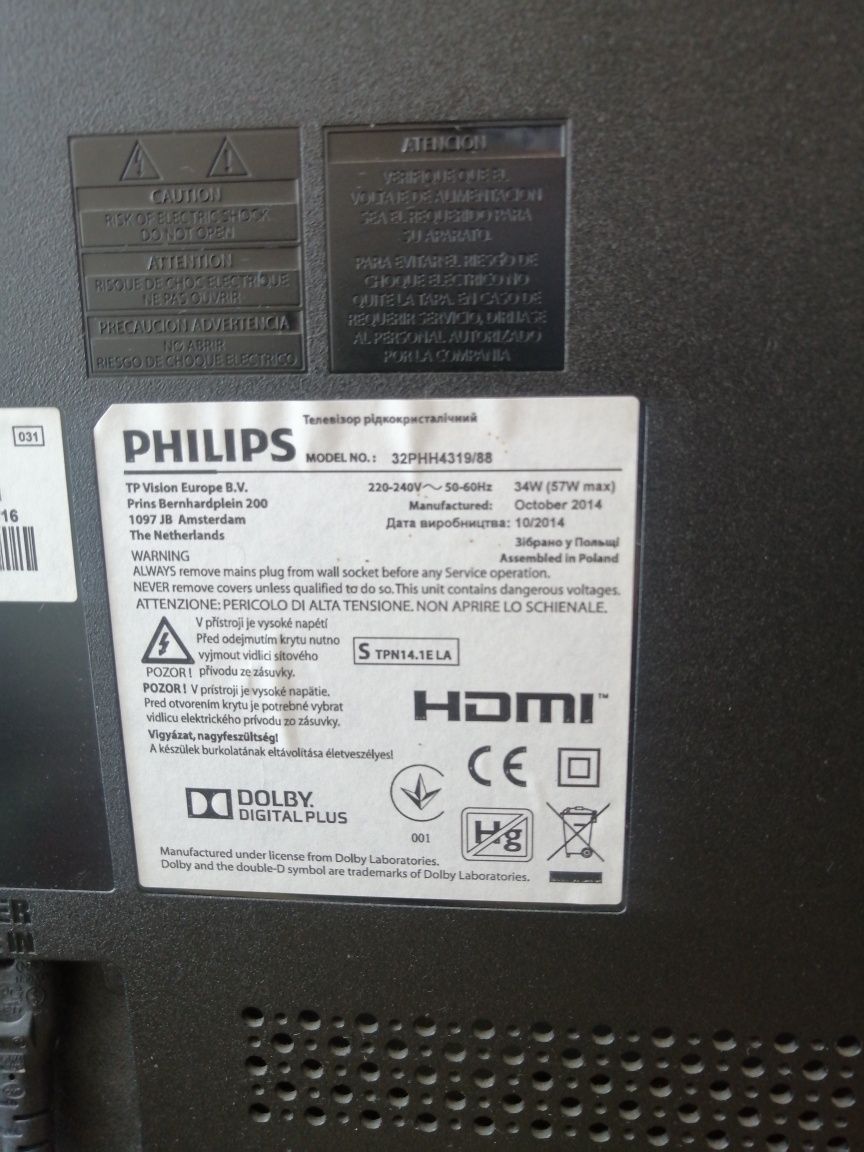 CAUTION
RISK OF ELECTRIC SHOCK
DO NOT OPEN
ATTENTION
RISQUE DE CHOC ELECTRIQUE
NE PAS OUVRIR
PRECAUCION ADVERTENCIA
NO ABRIR
RIESGO DE CHOQUE ELECTRICO
ATENCION
VERIFIQUE QUE EL
VOLTAJE DE ALIMENTACION
SEA EL REQUERIDO PARA
SU APARATO.
PARA EVITAR EL RIESGO DE
CHOQUE ELECTRICO NO
QUITE LA TAPA. EN CASO DE
REQUERIR SERVICIO, DIRIJASE
AL PERSONAL AUTORIZADO
POR LA COMPANIA
031
16
Телевізор рідкокристалічний
PHILIPS MODEL NO.: 32PHH4319/88
TP Vision Europe B.V.
Prins Bernhardplein 200
1097 JB Amsterdam
The Netherlands
220-240V～ 50-60Hz 34W (57W max)
Manufactured: October 2014
Дата виробництва: 10/2014
Зібрано у Польщі
Assembled in Poland
WARNING
ALWAYS remove mains plug from wall socket before any Service operation.
NEVER remove covers unless qualified to do so. This unit contains dangerous voltages.
ATTENZIONE: PERICOLO DI ALTA TENSIONE. NON APRIRE LO SCHIENALE.
V přístroji je vysoké napětí
Před odejmutím krytu nutno
vyjmout vidlici síťového
POZOR! přívodu ze zásuvky.
S TPN14.1E LA
POZOR! V prístroji je vysoké napätie.
Pred otvorením krytu je potrebné vybrat
vidlicu elektrického prívodu zo zásuvky.
Vigyázat, nagyfeszültség!
A készülek burkolatának eltávolítása életveszélyes!
HDMI™
CE
DOLBY.
DIGITAL PLUS
001
Hg
Manufactured under license from Dolby Laboratories.
Dolby and the double-D symbol are trademarks of Dolby Laboratories.
ER
IN